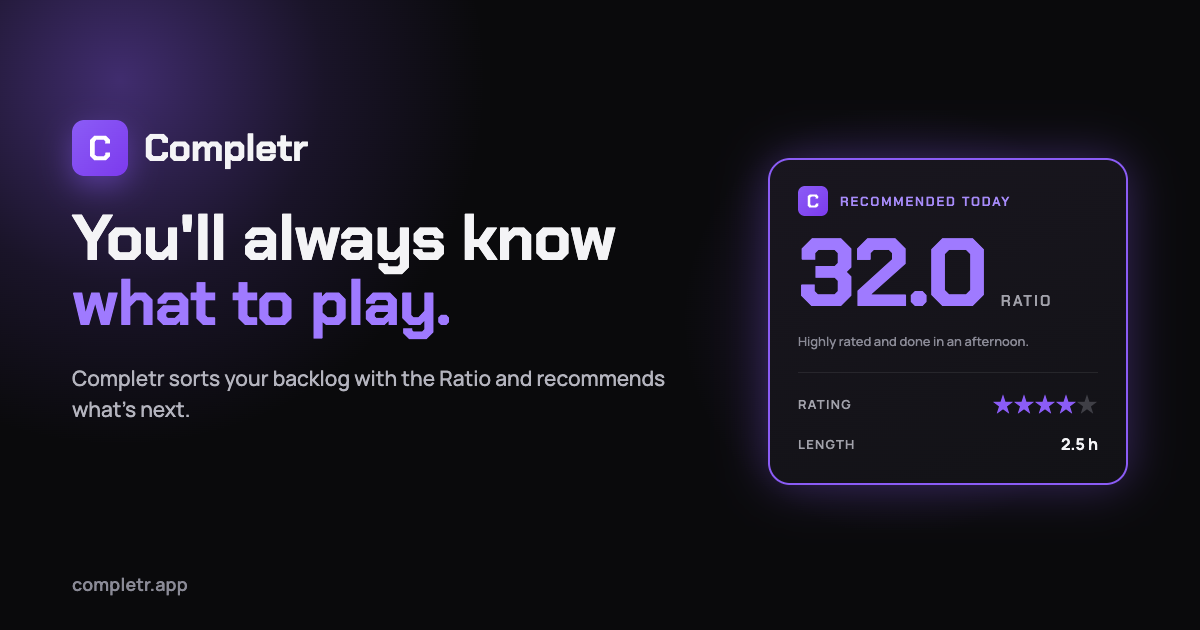 C Completr
You'll always know
what to play.
Completr sorts your backlog with the Ratio and recommends
what's next.
completr.app
C RECOMMENDED TODAY
32.0 RATIO
Highly rated and done in an afternoon.
RATING ★★★★★
LENGTH 2.5 h